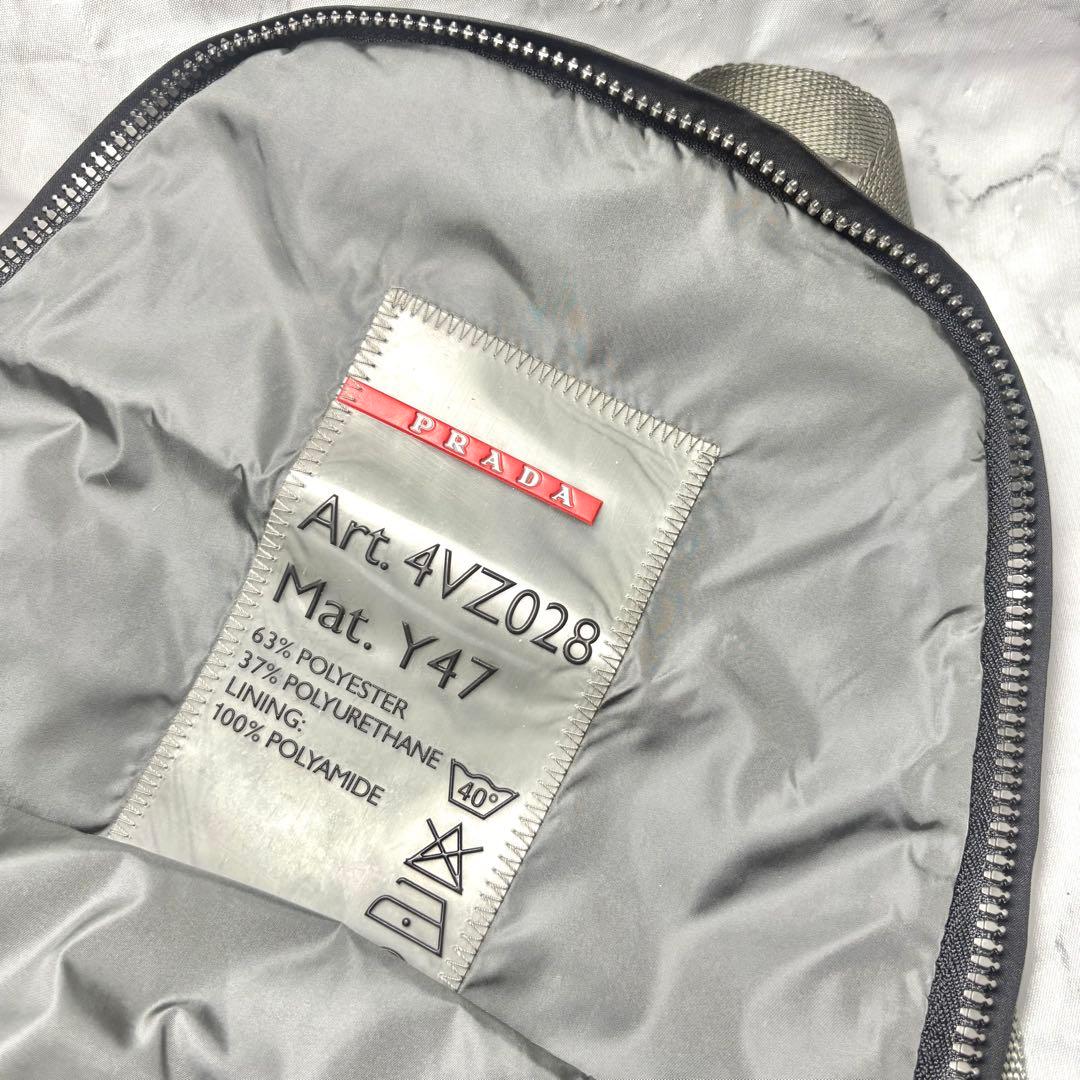 PRADA
Art. 4VZ028
Mat. Y47
63% POLYESTER
37% POLYURETHANE
LINING:
100% POLYAMIDE
40°